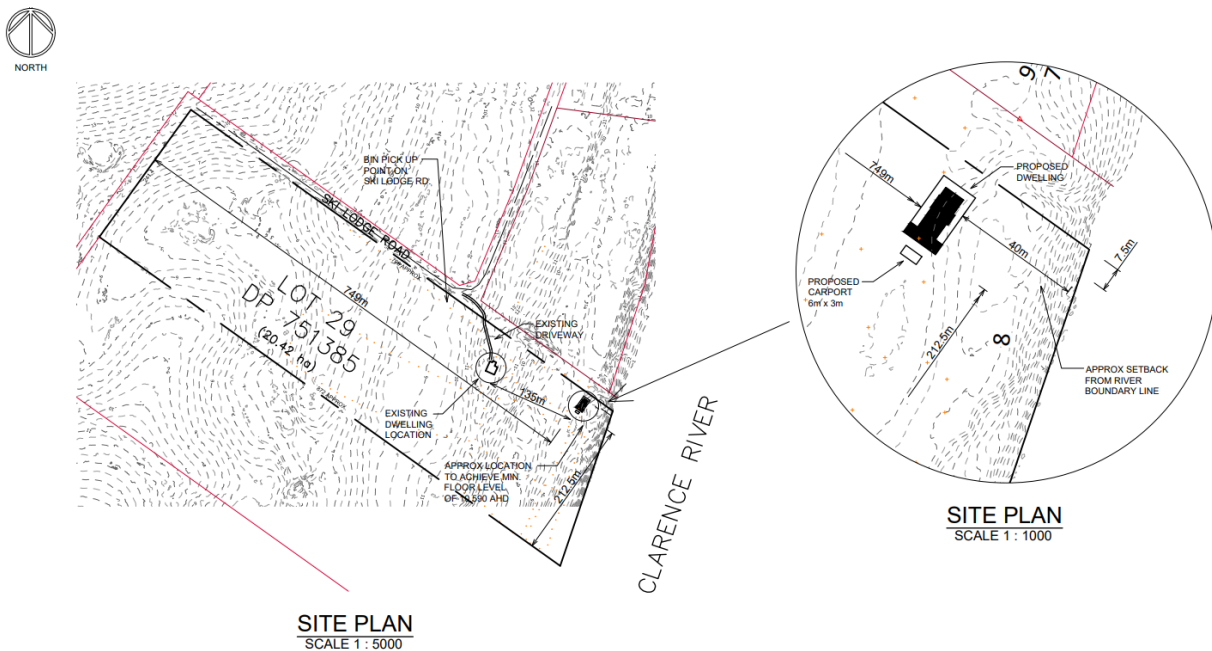 NORTH
BIN PICK UP
POINT ON
SKI LODGE RD.
SKI LODGE ROAD
749m
LOT 29
DP 751385
(20.42 ha)
EXISTING
DRIVEWAY
135m
EXISTING
DWELLING
LOCATION
APPROX LOCATION
TO ACHIEVE MIN.
FLOOR LEVEL
OF 10.590 AHD
212.5m
CLARENCE RIVER
SITE PLAN
SCALE 1 : 5000
9
7
749m
PROPOSED
DWELLING
40m
7.5m
PROPOSED
CARPORT
6m x 3m
212.5m
8
APPROX SETBACK
FROM RIVER
BOUNDARY LINE
SITE PLAN
SCALE 1 : 1000